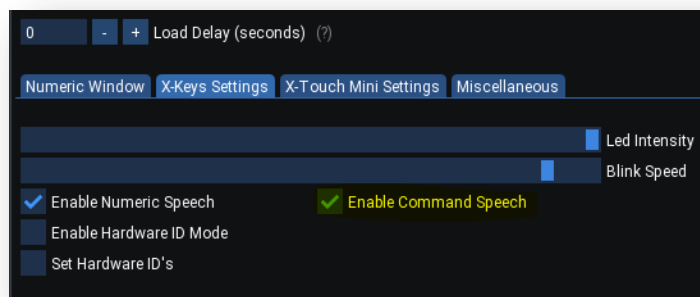 0 - + Load Delay (seconds) (?)
Numeric Window X-Keys Settings X-Touch Mini Settings Miscellaneous
Led Intensity
Blink Speed
Enable Numeric Speech Enable Command Speech
Enable Hardware ID Mode
Set Hardware ID's